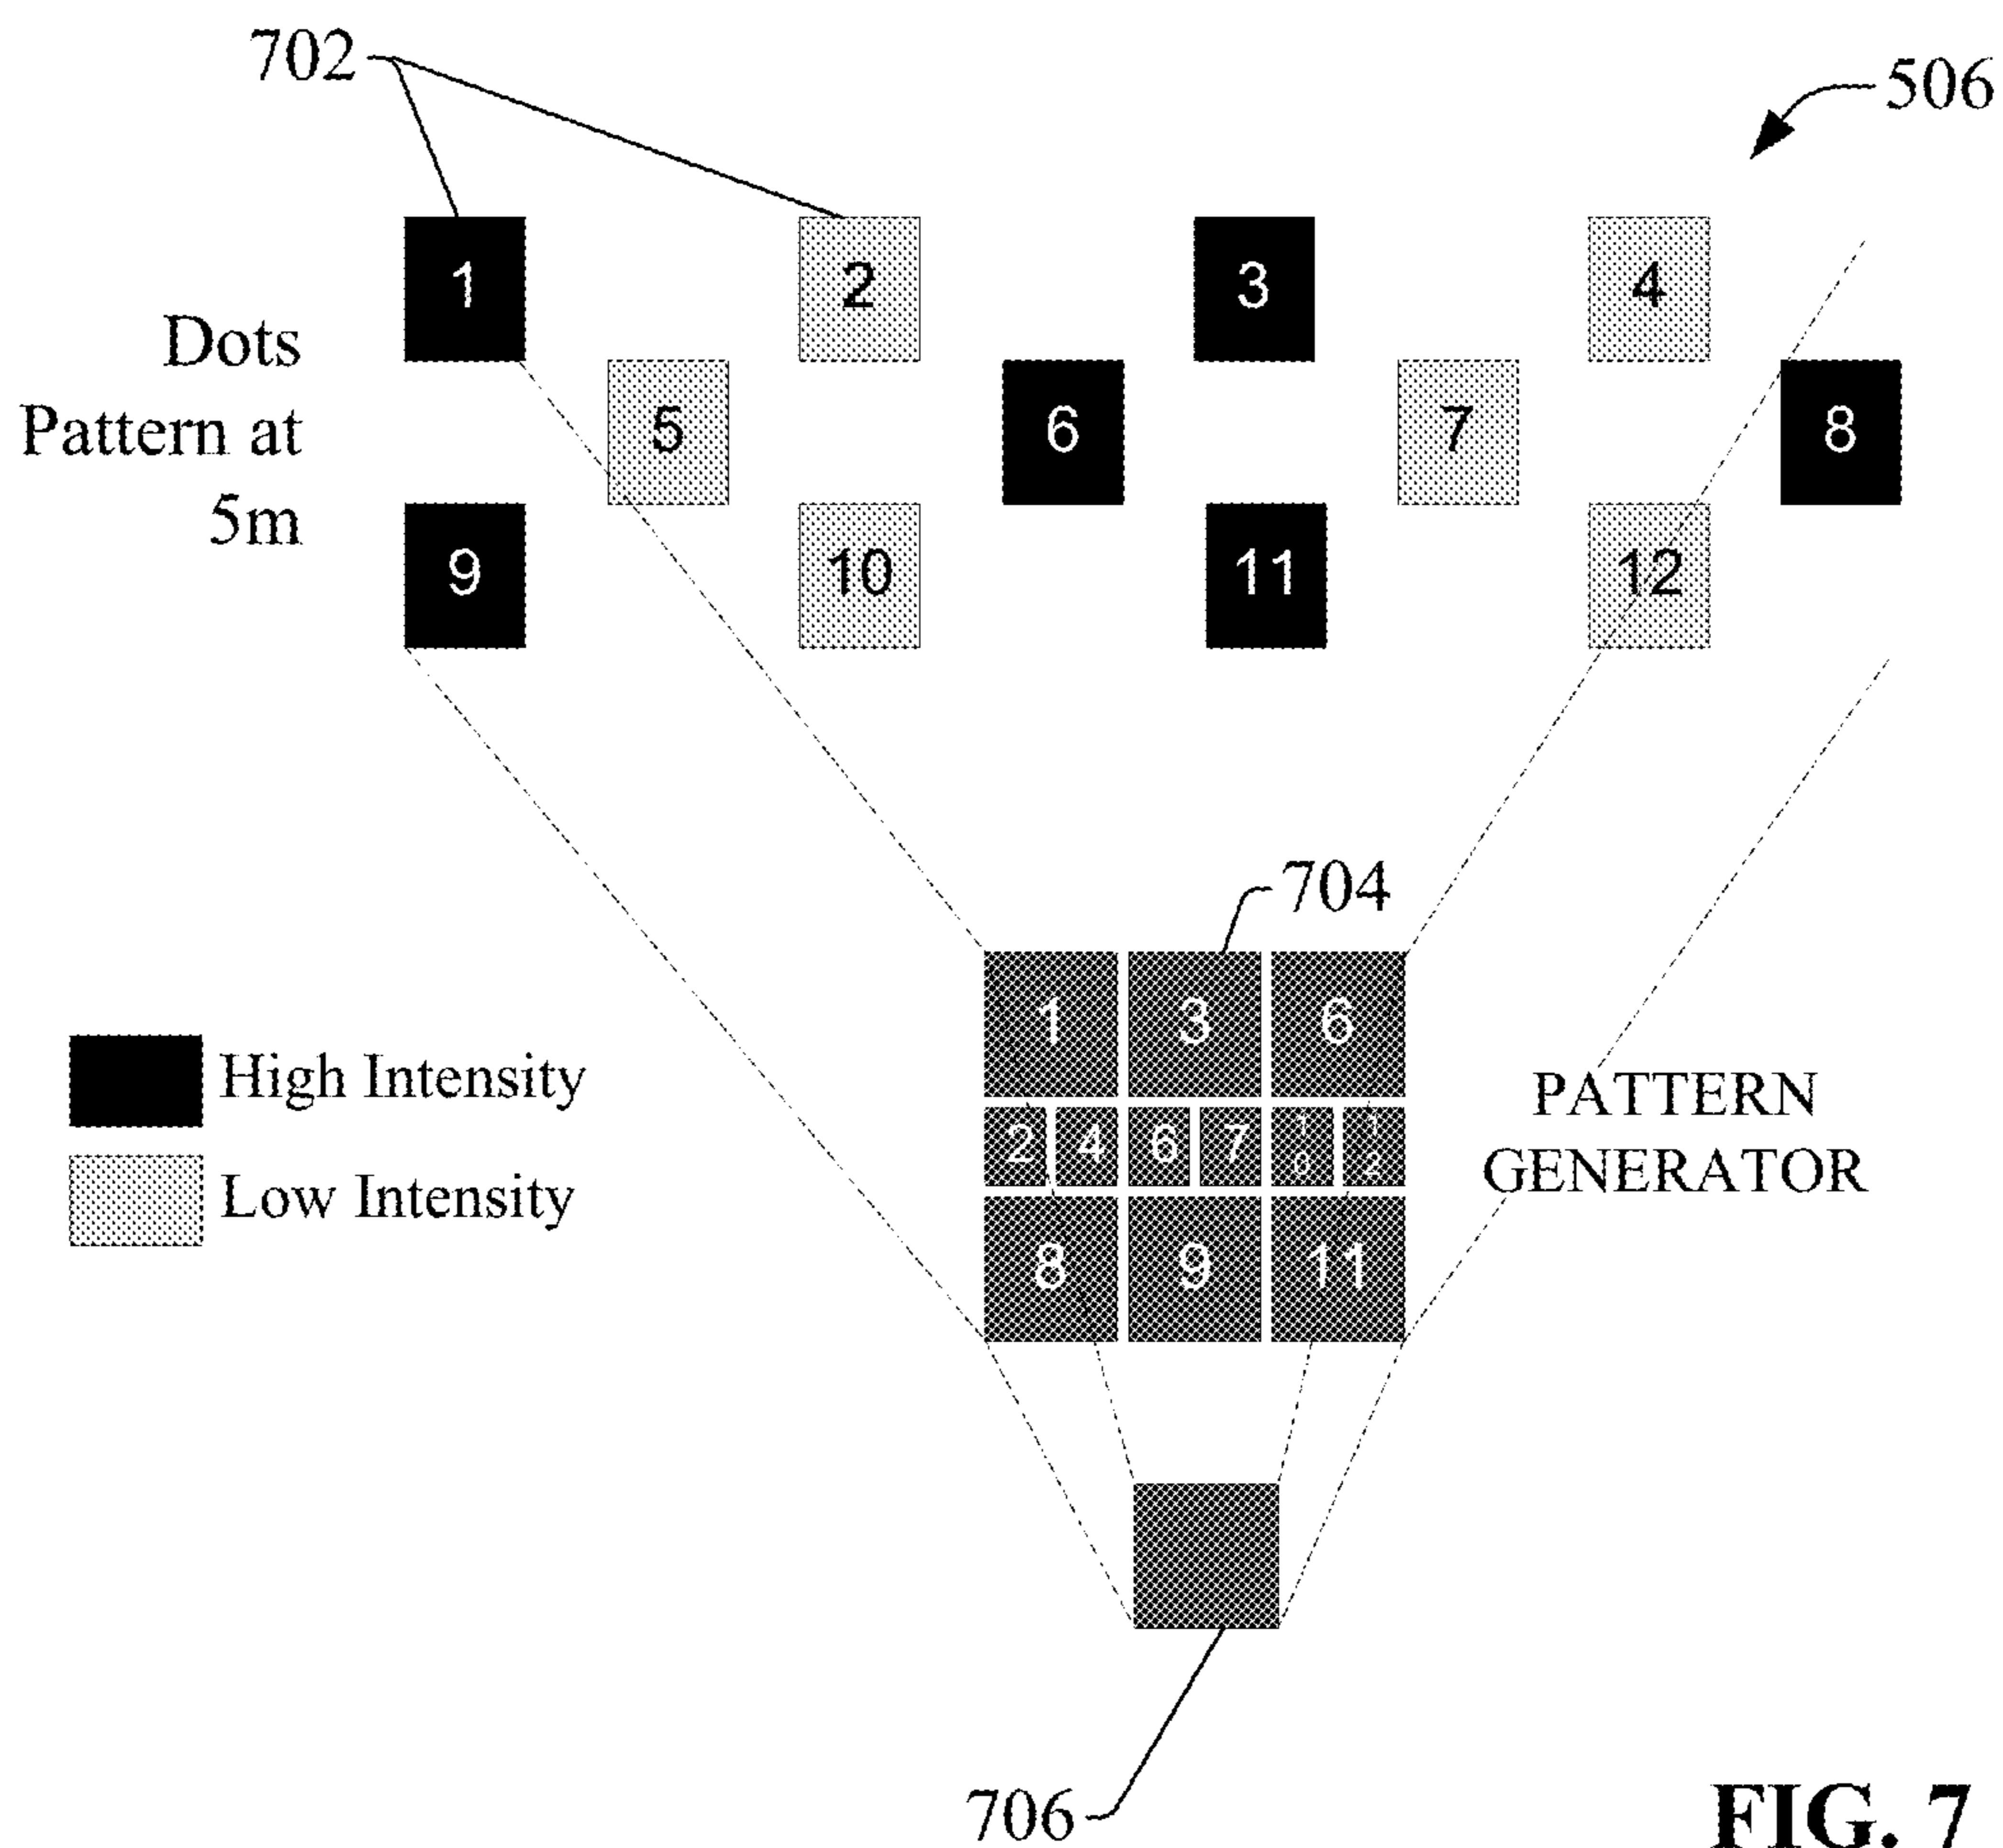 702
506
1 2 3 4
Dots
Pattern at
5m
5 6 7 8
9 10 11 12
704
1 3 6
2 4 6 7 10 12
8 9 11
High Intensity
Low Intensity
PATTERN
GENERATOR
706
FIG. 7